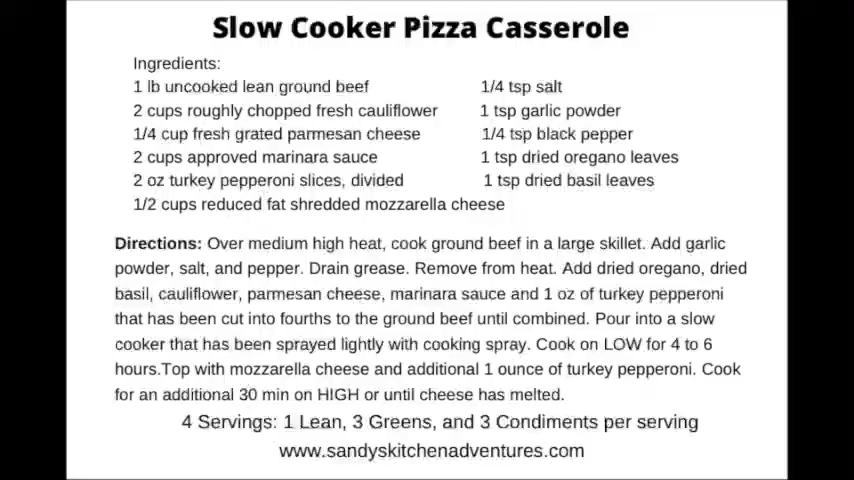 Slow Cooker Pizza Casserole
Ingredients:
1 lb uncooked lean ground beef
2 cups roughly chopped fresh cauliflower
1/4 cup fresh grated parmesan cheese
2 cups approved marinara sauce
2 oz turkey pepperoni slices, divided
1/2 cups reduced fat shredded mozzarella cheese
1/4 tsp salt
1 tsp garlic powder
1/4 tsp black pepper
1 tsp dried oregano leaves
1 tsp dried basil leaves
Directions: Over medium high heat, cook ground beef in a large skillet. Add garlic
powder, salt, and pepper. Drain grease. Remove from heat. Add dried oregano, dried
basil, cauliflower, parmesan cheese, marinara sauce and 1 oz of turkey pepperoni
that has been cut into fourths to the ground beef until combined. Pour into a slow
cooker that has been sprayed lightly with cooking spray. Cook on LOW for 4 to 6
hours.Top with mozzarella cheese and additional 1 ounce of turkey pepperoni. Cook
for an additional 30 min on HIGH or until cheese has melted.
4 Servings: 1 Lean, 3 Greens, and 3 Condiments per serving
www.sandyskitchenadventures.com